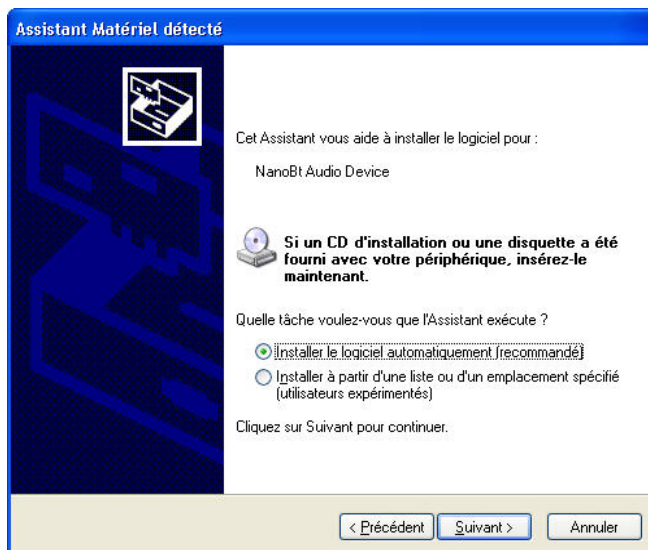 Assistant Matériel détecté
Cet Assistant vous aide à installer le logiciel pour :
NanoBt Audio Device
Si un CD d'installation ou une disquette a été
fourni avec votre périphérique, insérez-le
maintenant.
Quelle tâche voulez-vous que l'Assistant exécute ?
Installer le logiciel automatiquement (recommandé)
Installer à partir d'une liste ou d'un emplacement spécifié
(utilisateurs expérimentés)
Cliquez sur Suivant pour continuer.
< Précédent
Suivant >
Annuler